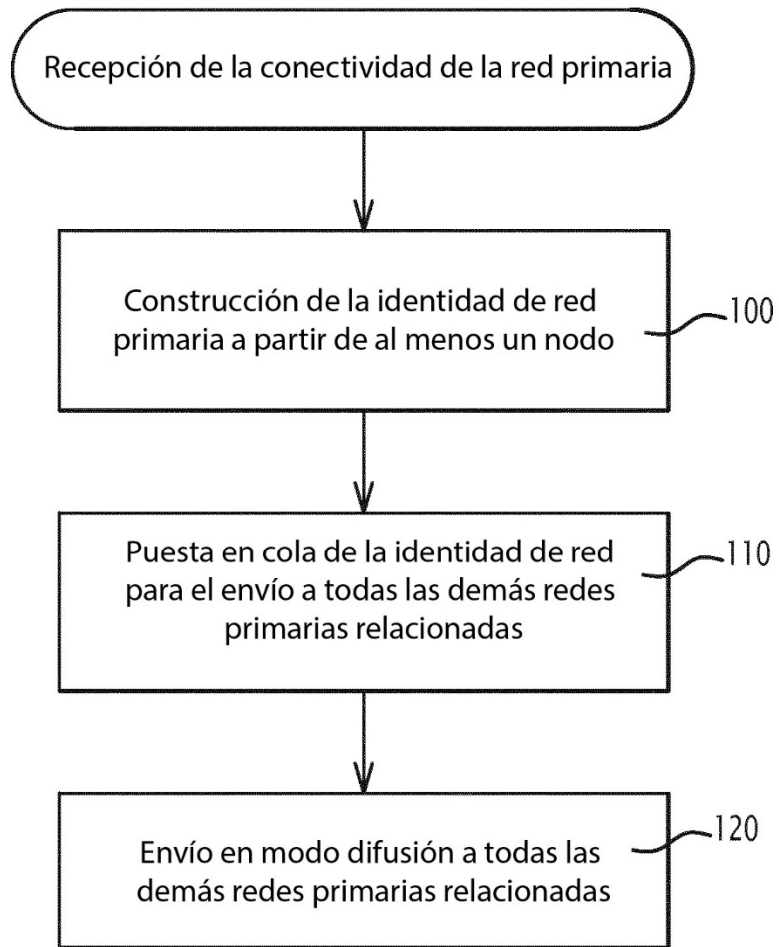 Recepción de la conectividad de la red primaria
Construcción de la identidad de red
primaria a partir de al menos un nodo
100
Puesta en cola de la identidad de red
para el envío a todas las demás redes
primarias relacionadas
110
Envío en modo difusión a todas las
demás redes primarias relacionadas
120